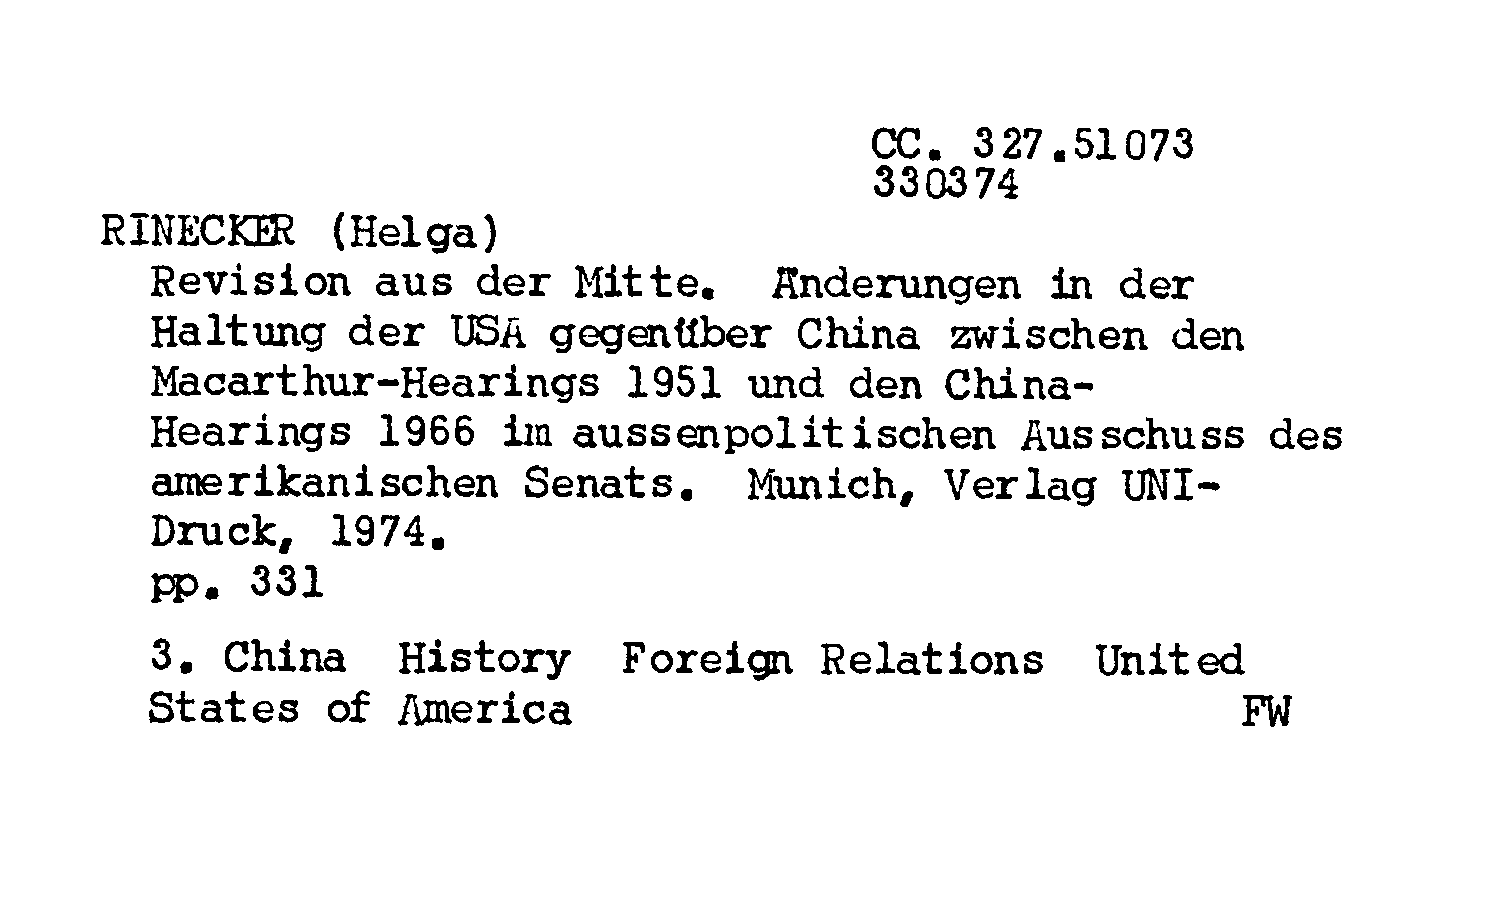 CC. 327.51073
330374
RINECKER (Helga)
Revision aus der Mitte. Änderungen in der
Haltung der USA gegenüber China zwischen den
Macarthur-Hearings 1951 und den China-
Hearings 1966 im aussenpolitischen Ausschuss des
amerikanischen Senats. Munich, Verlag UNI-
Druck, 1974.
pp. 331
3. China History Foreign Relations United
States of America FW